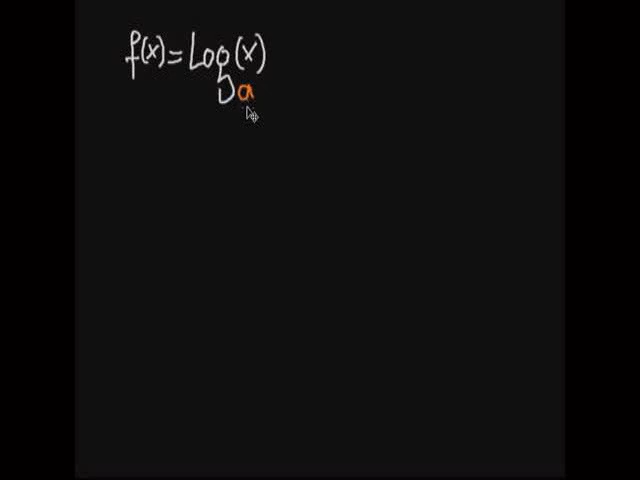 f(x) = Log a (x)